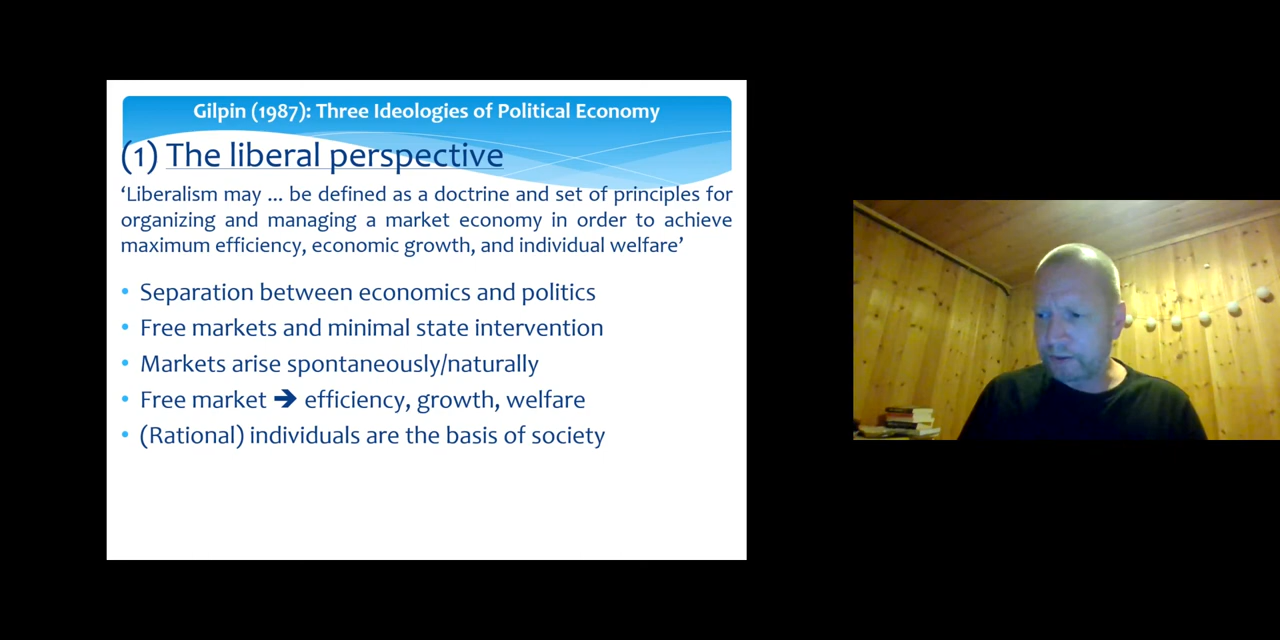 Gilpin (1987): Three Ideologies of Political Economy
(1) The liberal perspective
‘Liberalism may ... be defined as a doctrine and set of principles for
organizing and managing a market economy in order to achieve
maximum efficiency, economic growth, and individual welfare’
• Separation between economics and politics
• Free markets and minimal state intervention
• Markets arise spontaneously/naturally
• Free market ➔ efficiency, growth, welfare
• (Rational) individuals are the basis of society